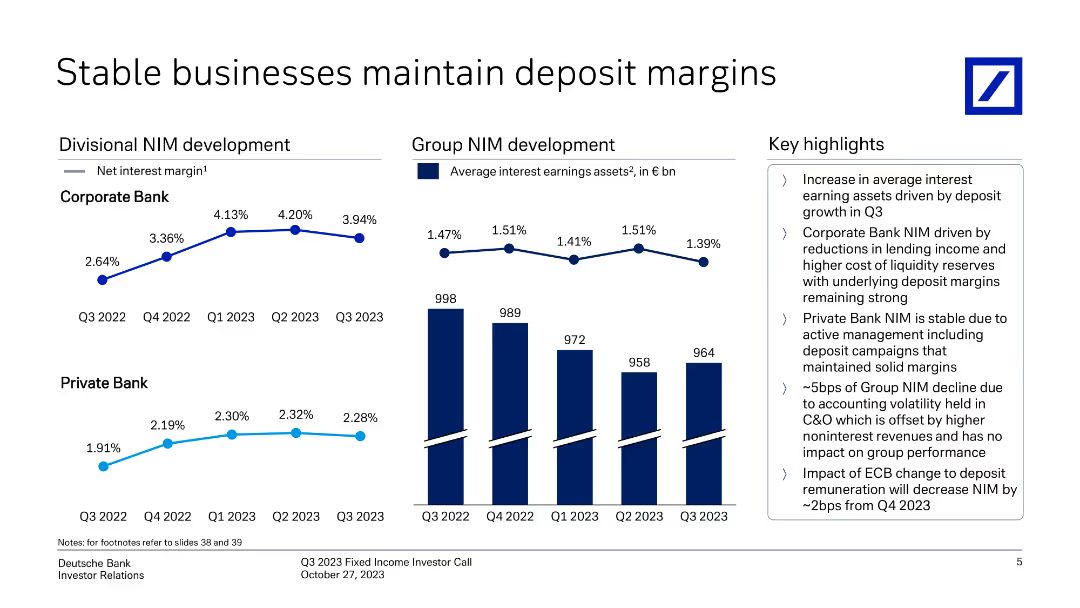 Stable businesses maintain deposit margins
Divisional NIM development
Net interest margin¹
Corporate Bank
2.64%
3.36%
4.13%
4.20%
3.94%
Q3 2022 Q4 2022 Q1 2023 Q2 2023 Q3 2023
Private Bank
1.91%
2.19%
2.30%
2.32%
2.28%
Q3 2022 Q4 2022 Q1 2023 Q2 2023 Q3 2023
Group NIM development
Average interest earnings assets², in € bn
1.47%
1.51%
1.41%
1.51%
1.39%
998
989
972
958
964
Q3 2022 Q4 2022 Q1 2023 Q2 2023 Q3 2023
Key highlights
Increase in average interest
earning assets driven by deposit
growth in Q3
Corporate Bank NIM driven by
reductions in lending income and
higher cost of liquidity reserves
with underlying deposit margins
remaining strong
Private Bank NIM is stable due to
active management including
deposit campaigns that
maintained solid margins
~5bps of Group NIM decline due
to accounting volatility held in
C&O which is offset by higher
noninterest revenues and has no
impact on group performance
Impact of ECB change to deposit
remuneration will decrease NIM by
~2bps from Q4 2023
Notes: for footnotes refer to slides 38 and 39
Deutsche Bank
Investor Relations
Q3 2023 Fixed Income Investor Call
October 27, 2023
5